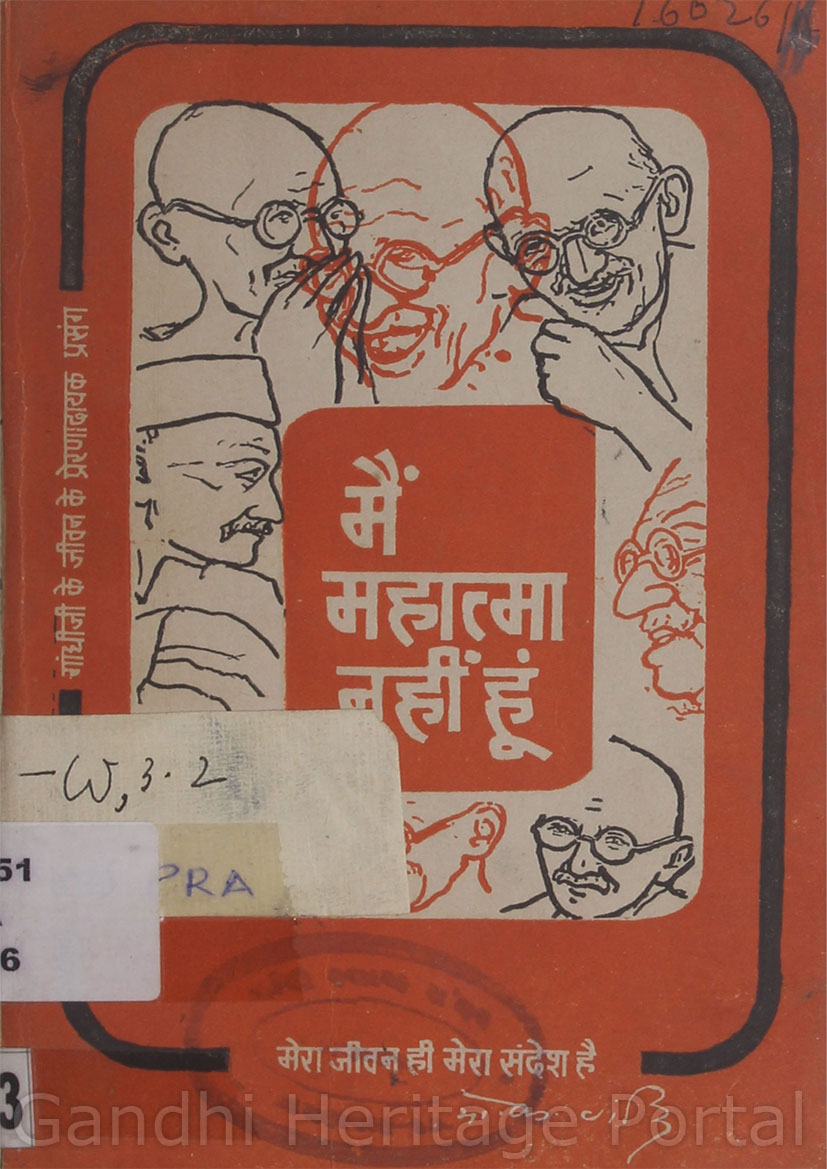 16026
गांधीजी के जीवन के प्रेरणादायक प्रसंग
मैं
महात्मा
नहीं हूं
-W,3.2
PRA
51
6
3
मेरा जीवन ही मेरा संदेश है
Gandhi Heritage Portal